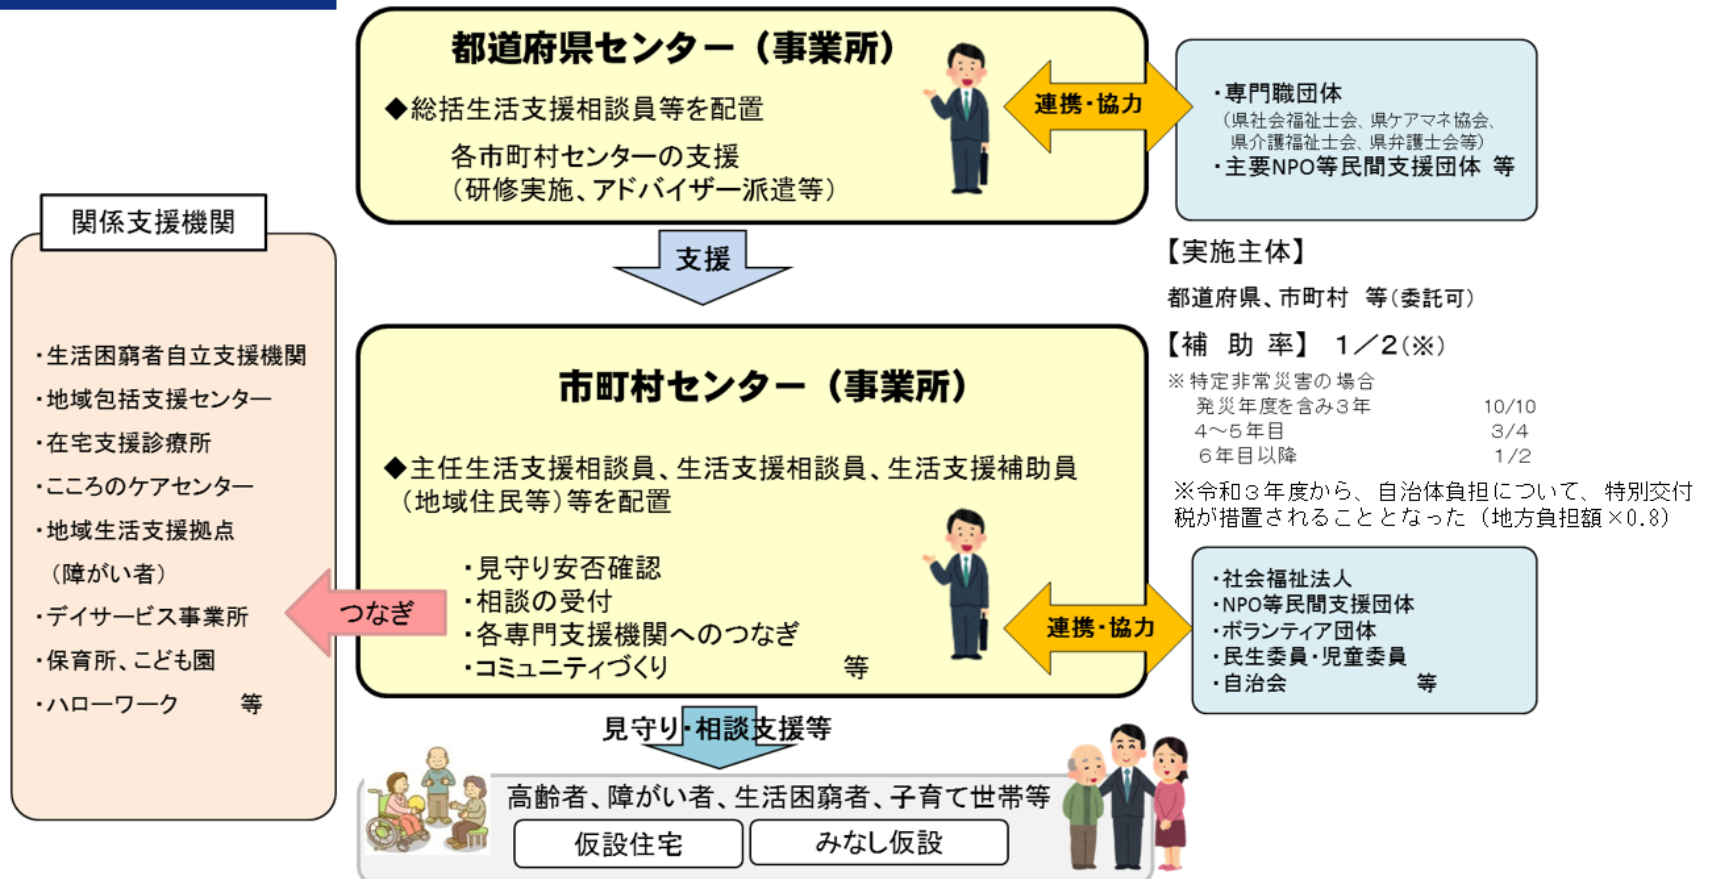 都道府県センター（事業所）
◆総括生活支援相談員等を配置
各市町村センターの支援
（研修実施、アドバイザー派遣等）
連携・協力
・専門職団体
（県社会福祉士会、県ケアマネ協会、
県介護福祉士会、県弁護士会等）
・主要NPO等民間支援団体 等
支援
関係支援機関
・生活困窮者自立支援機関
・地域包括支援センター
・在宅支援診療所
・こころのケアセンター
・地域生活支援拠点
（障がい者）
・デイサービス事業所
・保育所、こども園
・ハローワーク 等
市町村センター（事業所）
◆主任生活支援相談員、生活支援相談員、生活支援補助員
（地域住民等）等を配置
・見守り安否確認
・相談の受付
・各専門支援機関へのつなぎ
・コミュニティづくり 等
つなぎ
連携・協力
【実施主体】
都道府県、市町村 等（委託可）
【補 助 率】 １／２（※）
※特定非常災害の場合
発災年度を含み３年 10/10
４～５年目 3/4
６年目以降 1/2
※令和３年度から、自治体負担について、特別交付
税が措置されることとなった（地方負担額×0.8）
・社会福祉法人
・NPO等民間支援団体
・ボランティア団体
・民生委員・児童委員
・自治会 等
見守り・相談支援等
高齢者、障がい者、生活困窮者、子育て世帯等
仮設住宅
みなし仮設